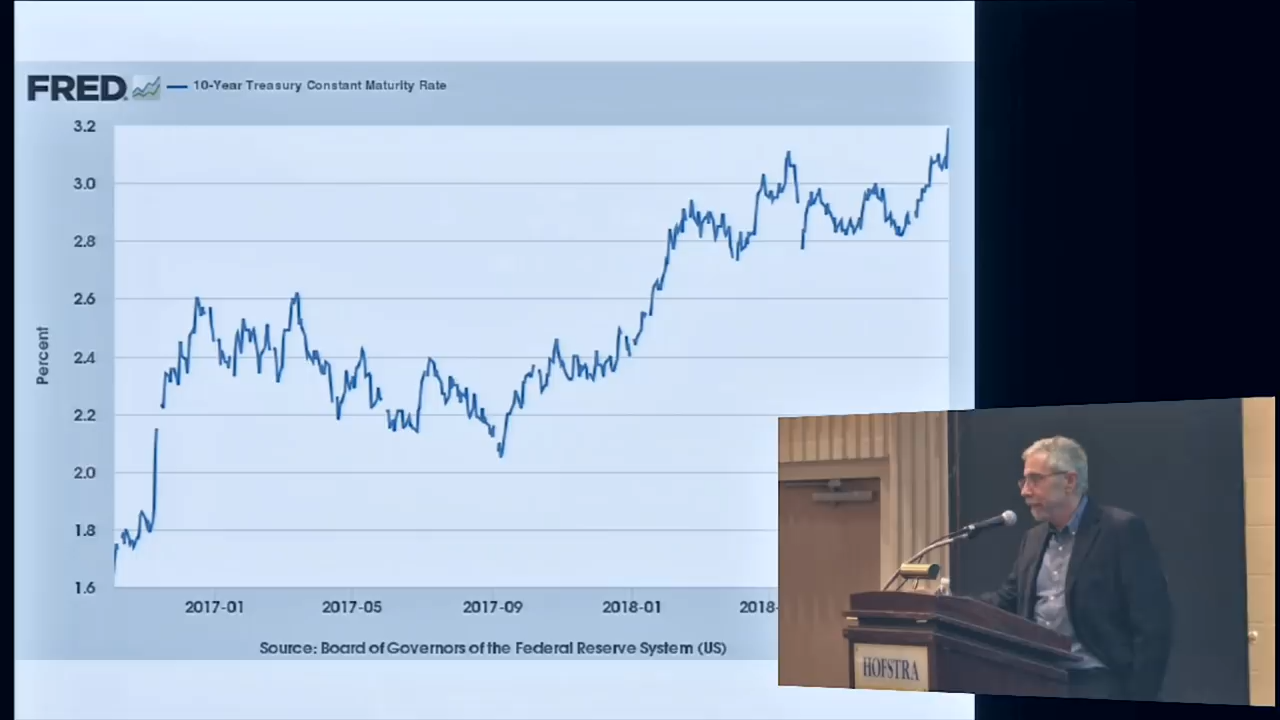 FRED
10-Year Treasury Constant Maturity Rate
3.2
3.0
2.8
2.6
2.4
2.2
2.0
1.8
1.6
Percent
2017-01 2017-05 2017-09 2018-01 2018-
Source: Board of Governors of the Federal Reserve System (US)
HOFSTRA